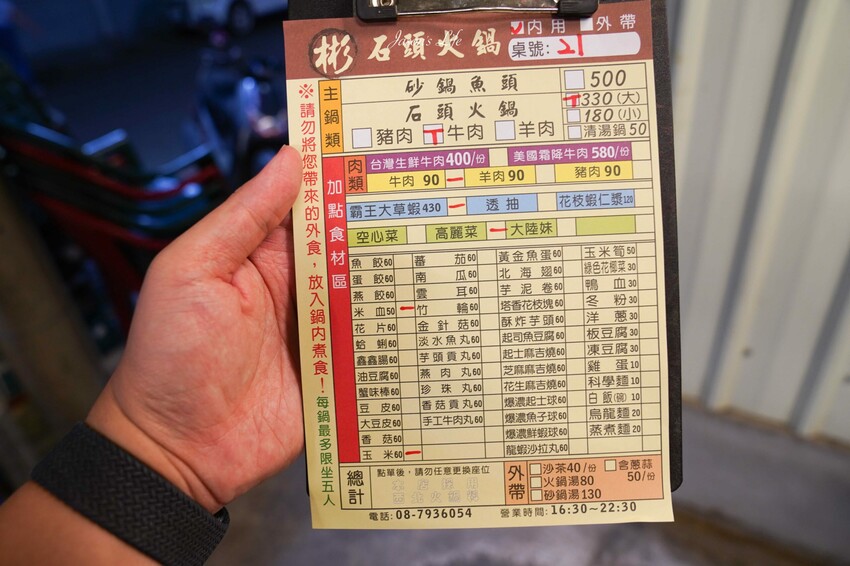 內用 外帶
彬 石頭火鍋
Jane's life
桌號: 21
※請勿將您帶來的外食，放入鍋內煮食！每鍋最多限坐五人
主鍋類
砂鍋魚頭 500
石頭火鍋 330(大)
180(小)
豬肉 牛肉 羊肉 清湯鍋50
加點食材區
肉類
台灣生鮮牛肉400/份 美國霜降牛肉580/份
牛肉 90 羊肉 90 豬肉 90
霸王大草蝦430 透抽 花枝蝦仁漿120
空心菜 高麗菜 大陸妹
魚餃60 蕃茄60 黃金魚蛋60 玉米筍50
蛋餃60 南瓜60 北海翅60 綠色花椰菜30
燕餃60 雲耳60 芋泥卷60 鴨血30
米血50 竹輪60 塔香花枝塊60 冬粉30
花片60 金針菇60 酥炸芋頭60 洋蔥30
蛤蜊60 淡水魚丸60 起司魚豆腐60 板豆腐30
鑫鑫腸60 芋頭貢丸60 起士麻吉燒60 凍豆腐30
油豆腐60 燕肉丸60 芝麻麻吉燒60 雞蛋10
蟹味棒60 珍珠丸60 花生麻吉燒60 科學麵10
豆皮60 香菇貢丸60 爆濃起士球60 白飯(碗)10
大豆皮60 手工牛肉丸60 爆濃魚子球60 烏龍麵20
香菇60 爆濃鮮蝦球60 蒸煮麵20
玉米60 龍蝦沙拉丸60
總計
點單後，請勿任意更換座位
外帶
沙茶40/份 含蔥蒜50/份
火鍋湯80
砂鍋湯130
電話: 08-7936054 營業時間: 16:30~22:30